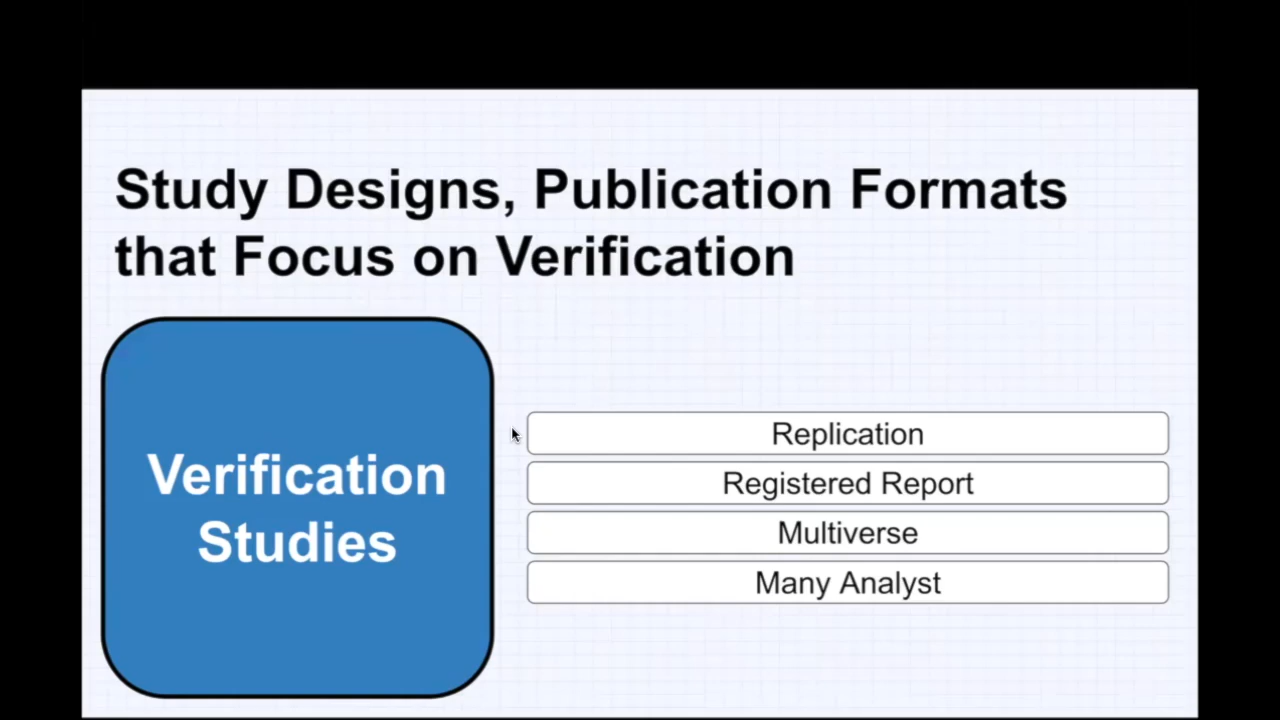 Study Designs, Publication Formats
that Focus on Verification
Verification
Studies
Replication
Registered Report
Multiverse
Many Analyst